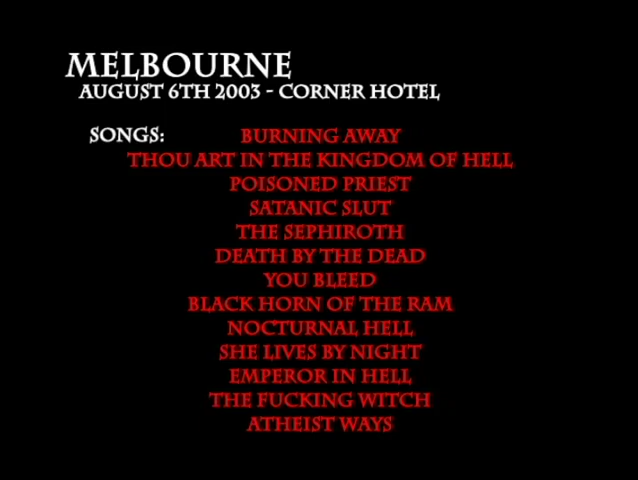 MELBOURNE
AUGUST 6TH 2003 - CORNER HOTEL
SONGS: BURNING AWAY
THOU ART IN THE KINGDOM OF HELL
POISONED PRIEST
SATANIC SLUT
THE SEPHIROTH
DEATH BY THE DEAD
YOU BLEED
BLACK HORN OF THE RAM
NOCTURNAL HELL
SHE LIVES BY NIGHT
EMPEROR IN HELL
THE FUCKING WITCH
ATHEIST WAYS